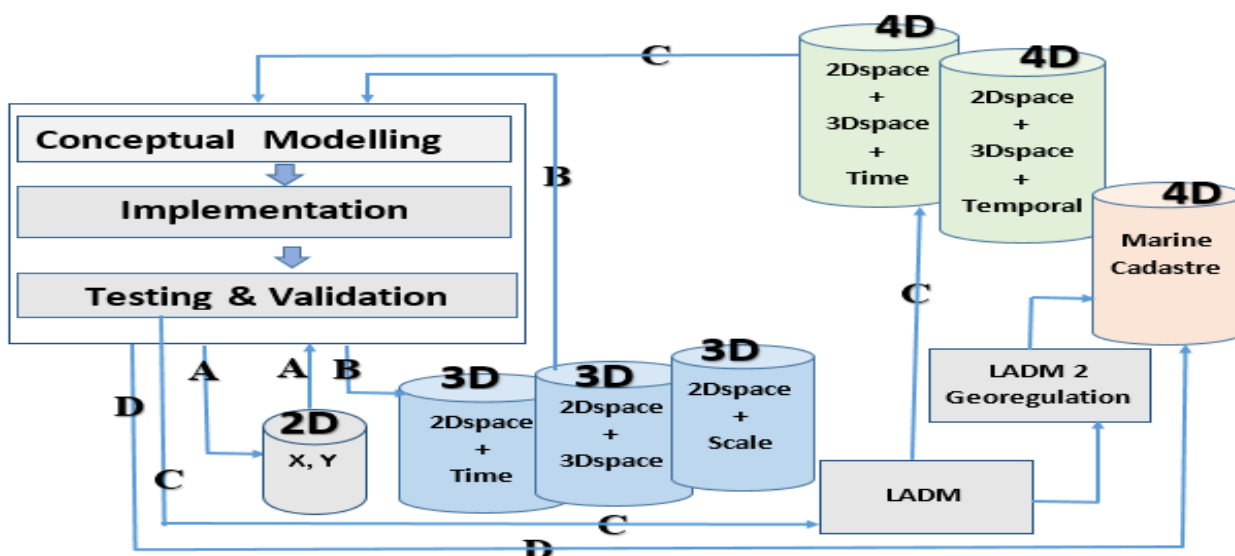 Conceptual Modelling
Implementation
Testing & Validation
A
A
B
D
C
2D
X, Y
3D
2Dspace
+
Time
3D
2Dspace
+
3Dspace
3D
2Dspace
+
Scale
B
C
4D
2Dspace
+
3Dspace
+
Time
4D
2Dspace
+
3Dspace
+
Temporal
4D
Marine
Cadastre
C
LADM 2
Georegulation
LADM
C
D